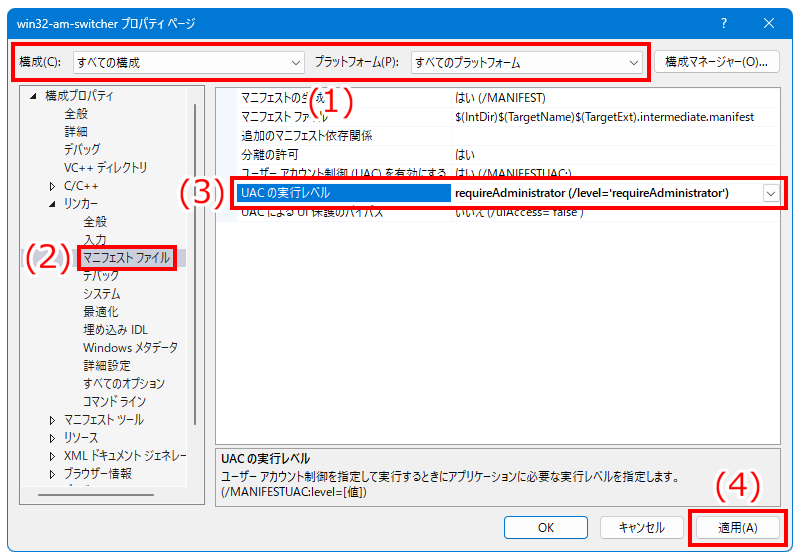 win32-am-switcher プロパティ ページ
構成(C): すべての構成 プラットフォーム(P): すべてのプラットフォーム 構成マネージャー(O)...
(1)
構成プロパティ
全般
詳細
デバッグ
VC++ ディレクトリ
C/C++
リンカー
全般
入力
(2) マニフェスト ファイル
デバッグ
システム
最適化
埋め込み IDL
Windows メタデータ
詳細設定
すべてのオプション
コマンド ライン
マニフェスト ツール
リソース
XML ドキュメント ジェネレー
ブラウザー情報
マニフェストの生成 はい (/MANIFEST)
マニフェスト ファイル $(IntDir)$(TargetName)$(TargetExt).intermediate.manifest
追加のマニフェスト依存関係
分離の許可 はい
ユーザー アカウント制御 (UAC) を有効にする はい (/MANIFESTUAC:)
(3) UAC の実行レベル requireAdministrator (/level='requireAdministrator')
UAC による UI 保護のバイパス いいえ (/uiAccess='false')
UAC の実行レベル
ユーザー アカウント制御を指定して実行するときにアプリケーションに必要な実行レベルを指定します。
(/MANIFESTUAC:level=[値])
(4)
OK キャンセル 適用(A)